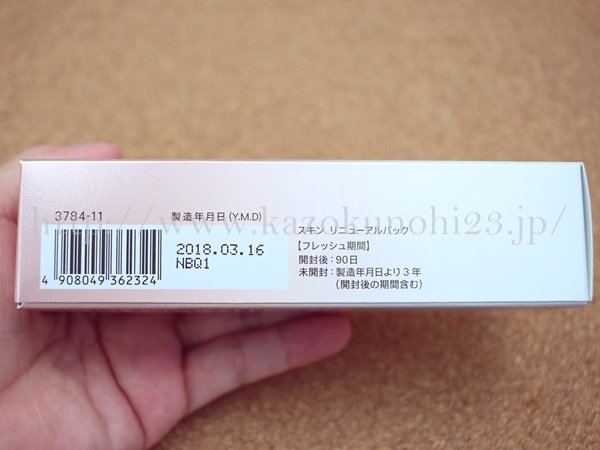 3784-11
製造年月日(Y.M.D)
2018.03.16
NBQ1
4 908049 362324
スキン リニューアルパック
【フレッシュ期間】
開封後:90日
未開封:製造年月日より3年
(開封後の期間含む)
http://www.kazokunohi23.jp/